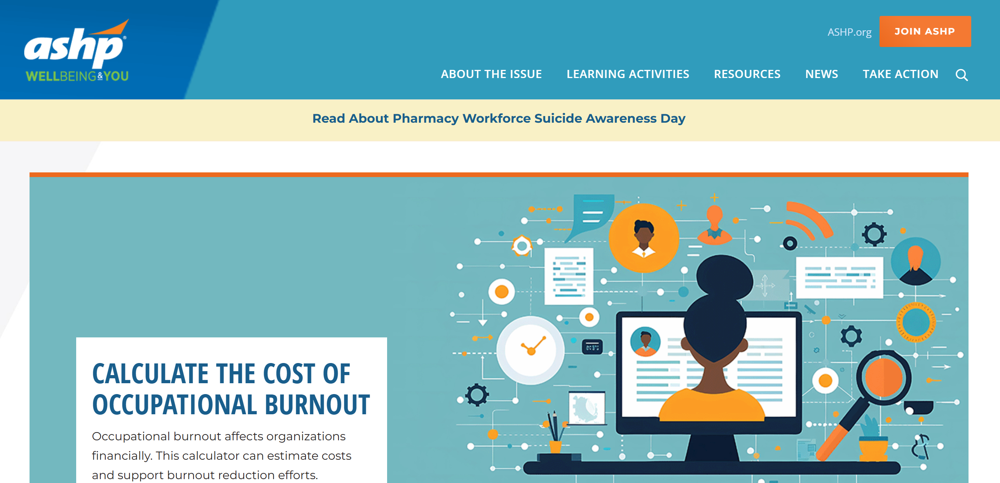 ashp®
WELLBEING&YOU
ASHP.org
JOIN ASHP
ABOUT THE ISSUE
LEARNING ACTIVITIES
RESOURCES
NEWS
TAKE ACTION
Read About Pharmacy Workforce Suicide Awareness Day
CALCULATE THE COST OF
OCCUPATIONAL BURNOUT
Occupational burnout affects organizations
financially. This calculator can estimate costs
and support burnout reduction efforts.